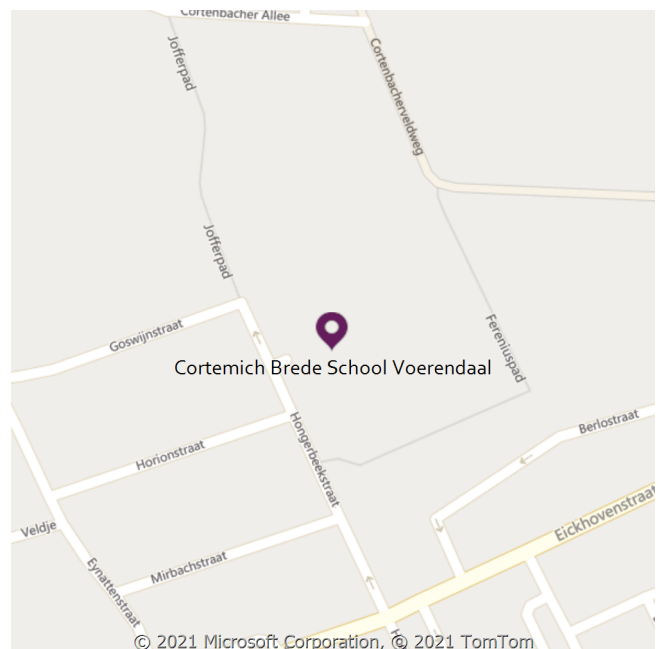 Cortenbacher Allee
Jofferpad
Cortenbacherveldweg
Jofferpad
Goswijnstraat
Fereniuspad
Cortemich Brede School Voerendaal
Berlostraat
Hongerbeekstraat
Horionstraat
Eickhovenstraat
Veldje
Mirbachstraat
Eynattenstraat
© 2021 Microsoft Corporation, © 2021 TomTom